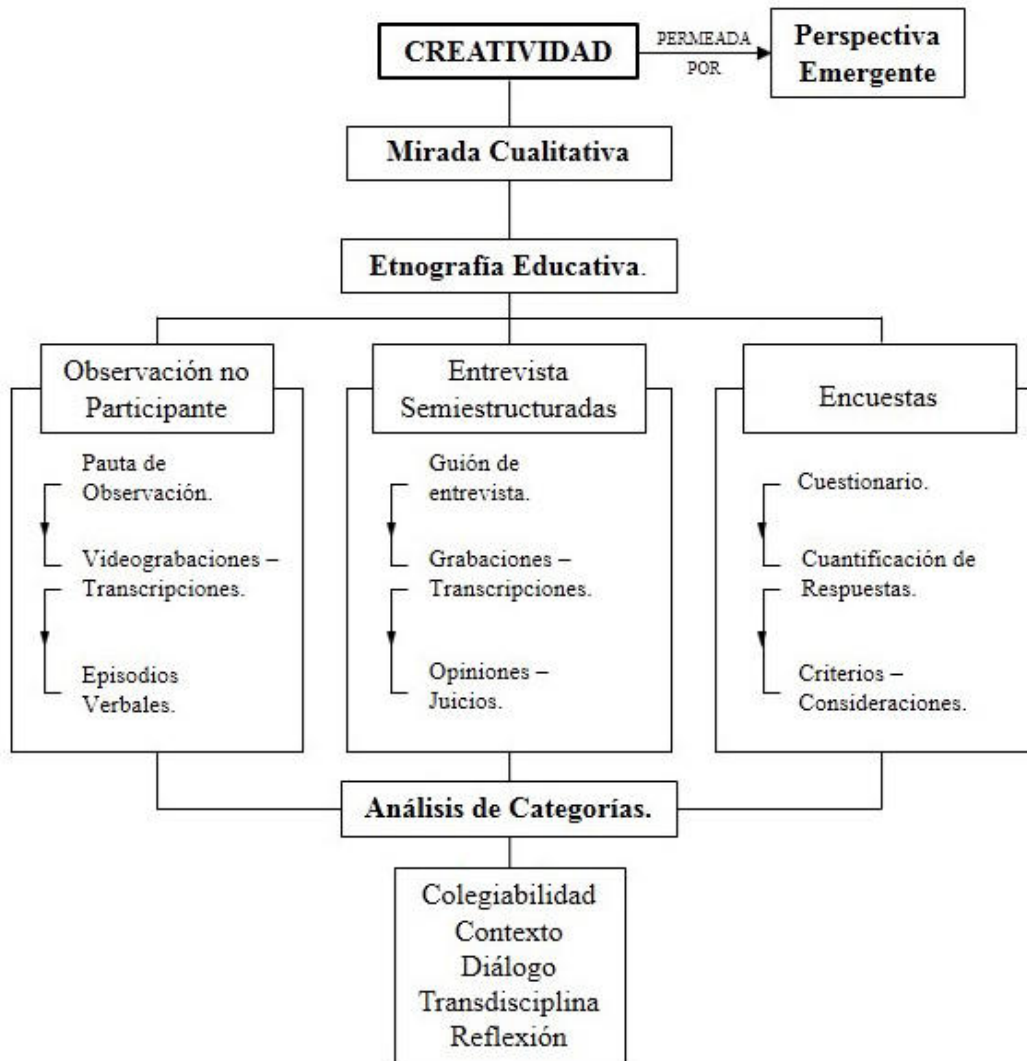 CREATIVIDAD
PERMEADA
POR
Perspectiva
Emergente
Mirada Cualitativa
Etnografía Educativa.
Observación no
Participante
Pauta de
Observación.
Videograbaciones –
Transcripciones.
Episodios
Verbales.
Entrevista
Semiestructuradas
Guión de
entrevista.
Grabaciones –
Transcripciones.
Opiniones –
Juicios.
Encuestas
Cuestionario.
Cuantificación de
Respuestas.
Criterios –
Consideraciones.
Análisis de Categorías.
Colegiabilidad
Contexto
Diálogo
Transdisciplina
Reflexión